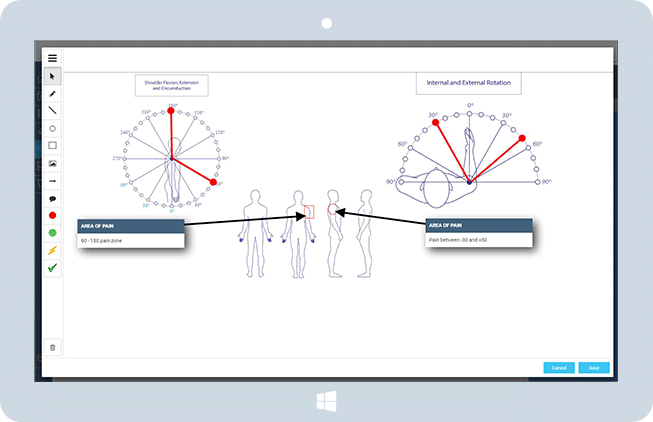 Shoulder Flexion, Extension
and Circumduction
Internal and External Rotation
180°
210°
150°
240°
120°
270°
90°
60°
30°
0°
0°
30°
30°
60°
60°
90°
90°
AREA OF PAIN
60 - 180 pain zone
AREA OF PAIN
Pain between -30 and +50
Cancel
Save